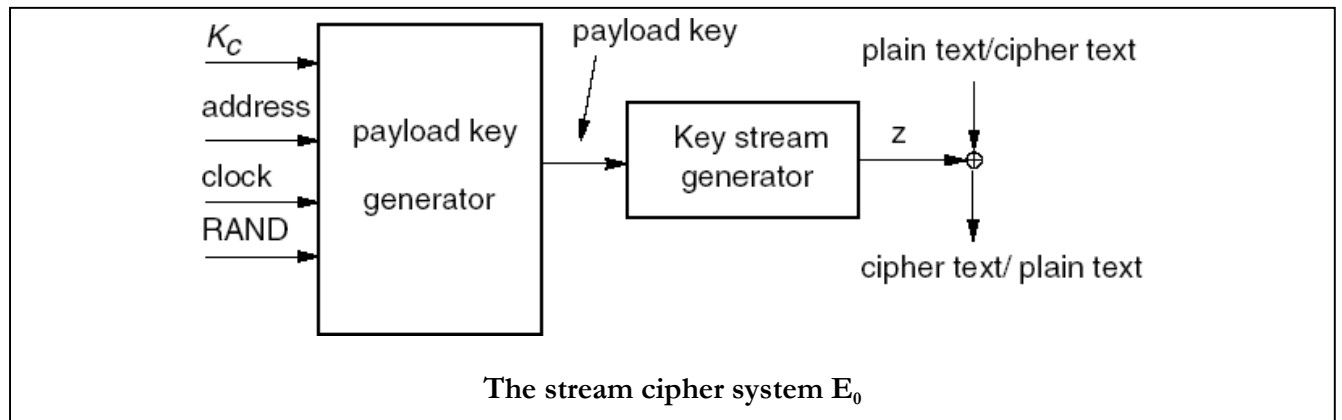 K_C
address
clock
RAND
payload key
generator
payload key
Key stream
generator
z
plain text/cipher text
cipher text/ plain text
The stream cipher system E₀